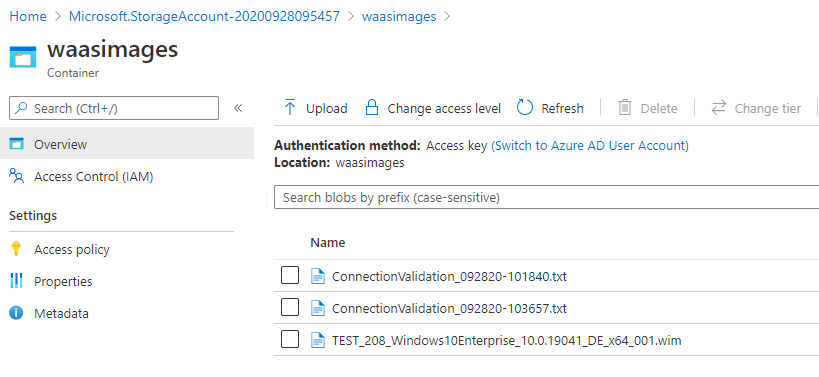 Home > Microsoft.StorageAccount-20200928095457 > waasimages >
waasimages
Container
Search (Ctrl+/)
«
Overview
Access Control (IAM)
Settings
Access policy
Properties
Metadata
Upload Change access level Refresh Delete Change tier
Authentication method: Access key (Switch to Azure AD User Account)
Location: waasimages
Search blobs by prefix (case-sensitive)
Name
ConnectionValidation_092820-101840.txt
ConnectionValidation_092820-103657.txt
TEST_208_Windows10Enterprise_10.0.19041_DE_x64_001.wim